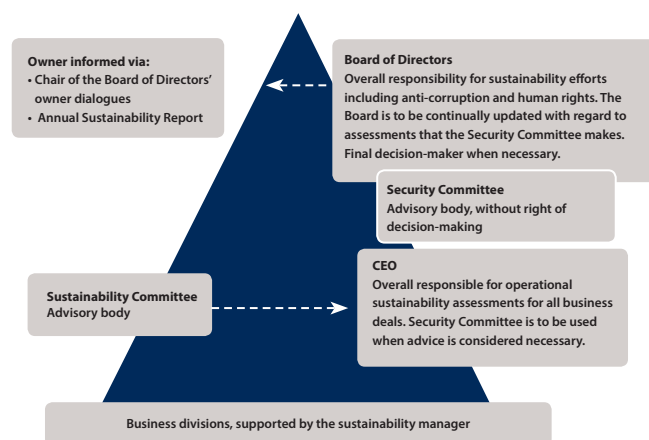 Owner informed via:
• Chair of the Board of Directors’
owner dialogues
• Annual Sustainability Report
Board of Directors
Overall responsibility for sustainability efforts
including anti-corruption and human rights. The
Board is to be continually updated with regard to
assessments that the Security Committee makes.
Final decision-maker when necessary.
Security Committee
Advisory body, without right of
decision-making
Sustainability Committee
Advisory body
CEO
Overall responsible for operational
sustainability assessments for all business
deals. Security Committee is to be used
when advice is considered necessary.
Business divisions, supported by the sustainability manager